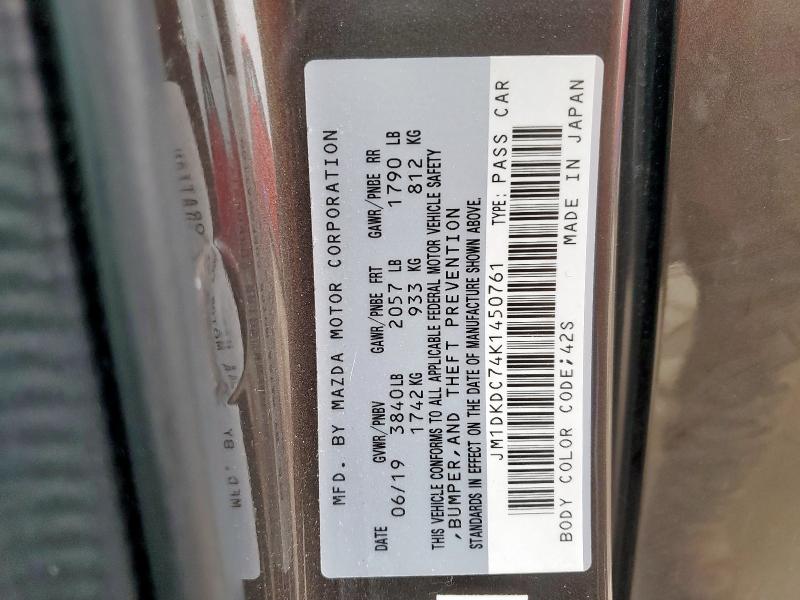 MFD. BY MAZDA MOTOR CORPORATION
DATE GVWR/PNBV GAWR/PNBE FRT GAWR/PNBE RR
06/19 3840LB 2057 LB 1790 LB
1742KG 933 KG 812 KG
THIS VEHICLE CONFORMS TO ALL APPLICABLE FEDERAL MOTOR VEHICLE SAFETY
,BUMPER,AND THEFT PREVENTION
STANDARDS IN EFFECT ON THE DATE OF MANUFACTURE SHOWN ABOVE.
JM1DKDC74K1450761 TYPE: PASS CAR
BODY COLOR CODE;42S MADE IN JAPAN